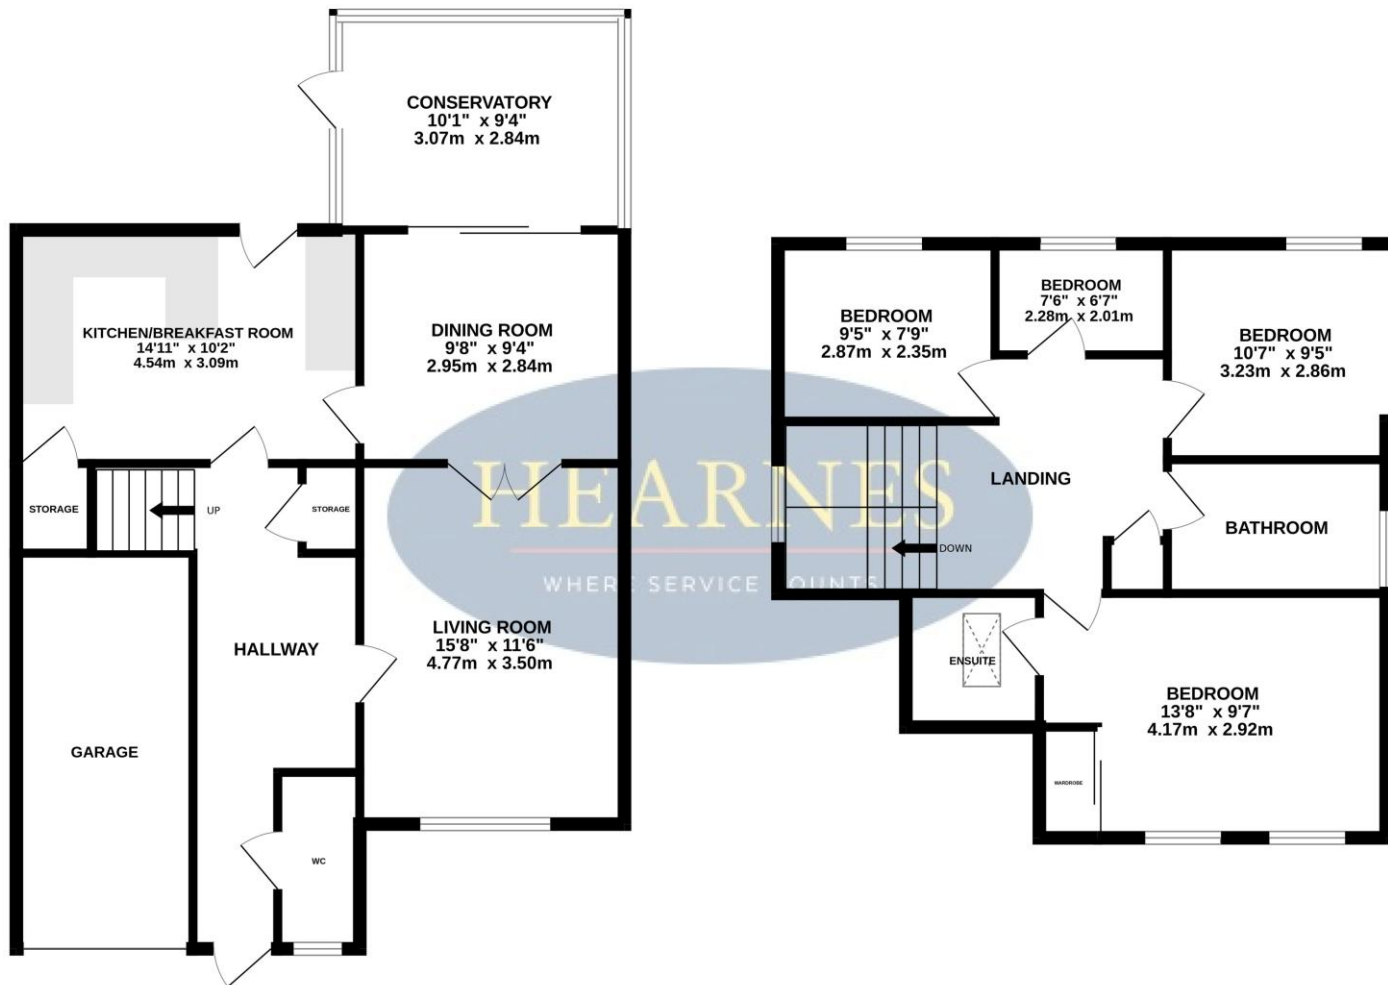 CONSERVATORY
10'1" x 9'4"
3.07m x 2.84m
KITCHEN/BREAKFAST ROOM
14'11" x 10'2"
4.54m x 3.09m
DINING ROOM
9'8" x 9'4"
2.95m x 2.84m
STORAGE
UP
STORAGE
HALLWAY
LIVING ROOM
15'8" x 11'6"
4.77m x 3.50m
GARAGE
WC
HEARNES
WHERE SERVICE COUNTS
BEDROOM
9'5" x 7'9"
2.87m x 2.35m
BEDROOM
7'6" x 6'7"
2.28m x 2.01m
BEDROOM
10'7" x 9'5"
3.23m x 2.86m
LANDING
DOWN
BATHROOM
ENSUITE
BEDROOM
13'8" x 9'7"
4.17m x 2.92m
WARDROBE